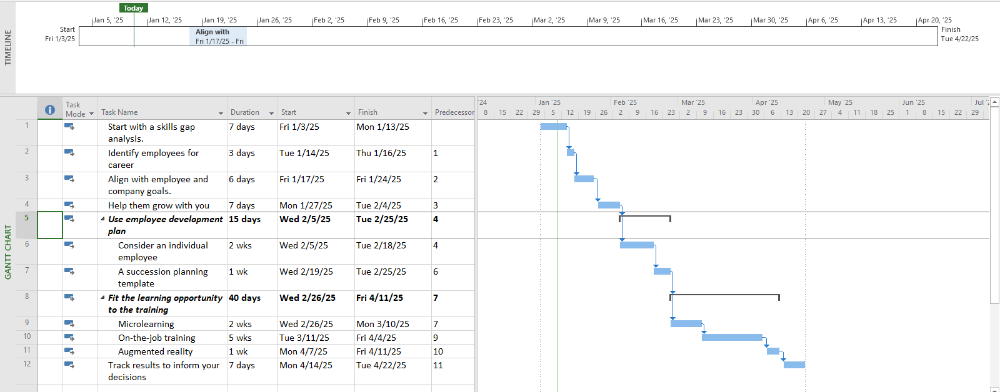 Today
Jan 5, '25 Jan 12, '25 Jan 19, '25 Jan 26, '25 Feb 2, '25 Feb 9, '25 Feb 16, '25 Feb 23, '25 Mar 2, '25 Mar 9, '25 Mar 16, '25 Mar 23, '25 Mar 30, '25 Apr 6, '25 Apr 13, '25 Apr 20, '25
TIMELINE
Start
Fri 1/3/25
Align with
Fri 1/17/25 - Fri
Finish
Tue 4/22/25
GANTT CHART
Task Mode Task Name Duration Start Finish Predecessor
'24 Jan '25 Feb '25 Mar '25 Apr '25 May '25 Jun '25 Jul
8 15 22 29 5 12 19 26 2 9 16 23 2 9 16 23 30 6 13 20 27 4 11 18 25 1 8 15 22 29
1 Start with a skills gap 7 days Fri 1/3/25 Mon 1/13/25
analysis.
2 Identify employees for 3 days Tue 1/14/25 Thu 1/16/25 1
career
3 Align with employee and 6 days Fri 1/17/25 Fri 1/24/25 2
company goals.
4 Help them grow with you 7 days Mon 1/27/25 Tue 2/4/25 3
5 Use employee development 15 days Wed 2/5/25 Tue 2/25/25 4
plan
6 Consider an individual 2 wks Wed 2/5/25 Tue 2/18/25 4
employee
7 A succession planning 1 wk Wed 2/19/25 Tue 2/25/25 6
template
8 Fit the learning opportunity 40 days Wed 2/26/25 Fri 4/11/25 7
to the training
9 Microlearning 2 wks Wed 2/26/25 Mon 3/10/25 7
10 On-the-job training 5 wks Tue 3/11/25 Fri 4/4/25 9
11 Augmented reality 1 wk Mon 4/7/25 Fri 4/11/25 10
12 Track results to inform your 7 days Mon 4/14/25 Tue 4/22/25 11
decisions